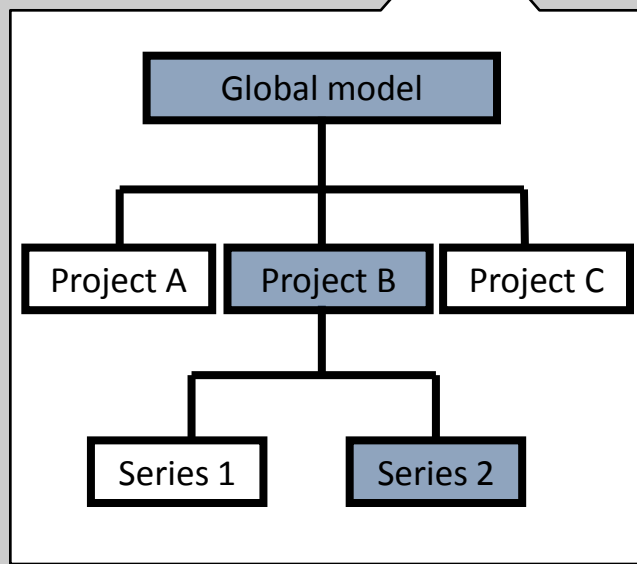 Global model
Project A
Project B
Project C
Series 1
Series 2